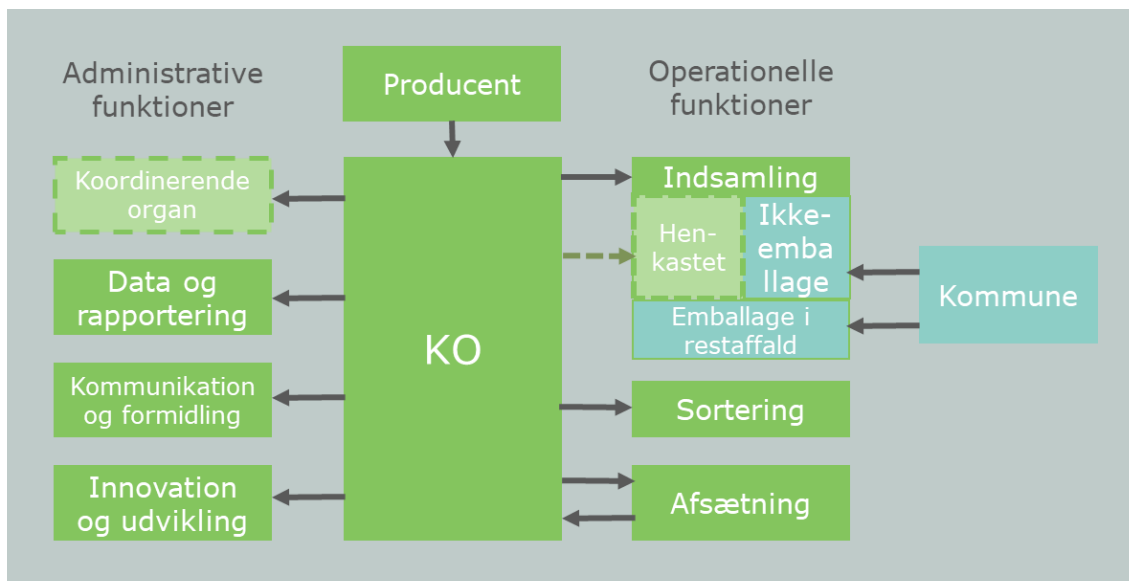 Administrative
funktioner
Koordinerende
organ
Data og
rapportering
Kommunikation
og formidling
Innovation
og udvikling
Producent
KO
Operationelle
funktioner
Indsamling
Hen-
kastet
Ikke-
emba
llage
Emballage i
restaffald
Sortering
Afsætning
Kommune